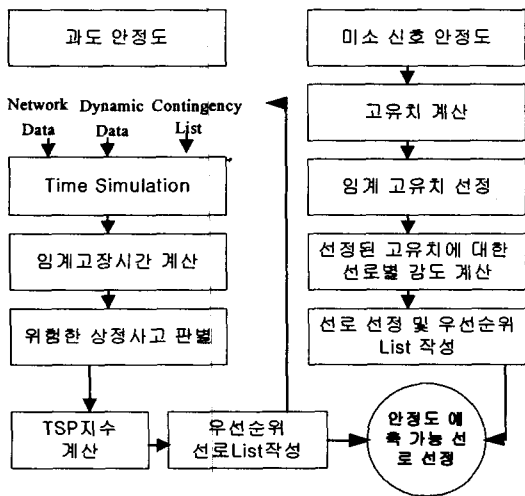 과도 안정도
Network Dynamic Contingency
Data Data List
Time Simulation
임계고장시간 계산
위험한 상정사고 판별
TSP지수
계산
우선순위
선로List작성
미소 신호 안정도
고유치 계산
임계 고유치 선정
선정된 고유치에 대한
선로별 감도 계산
선로 선정 및 우선순위
List 작성
안정도 예
측 가능 선
로 선정